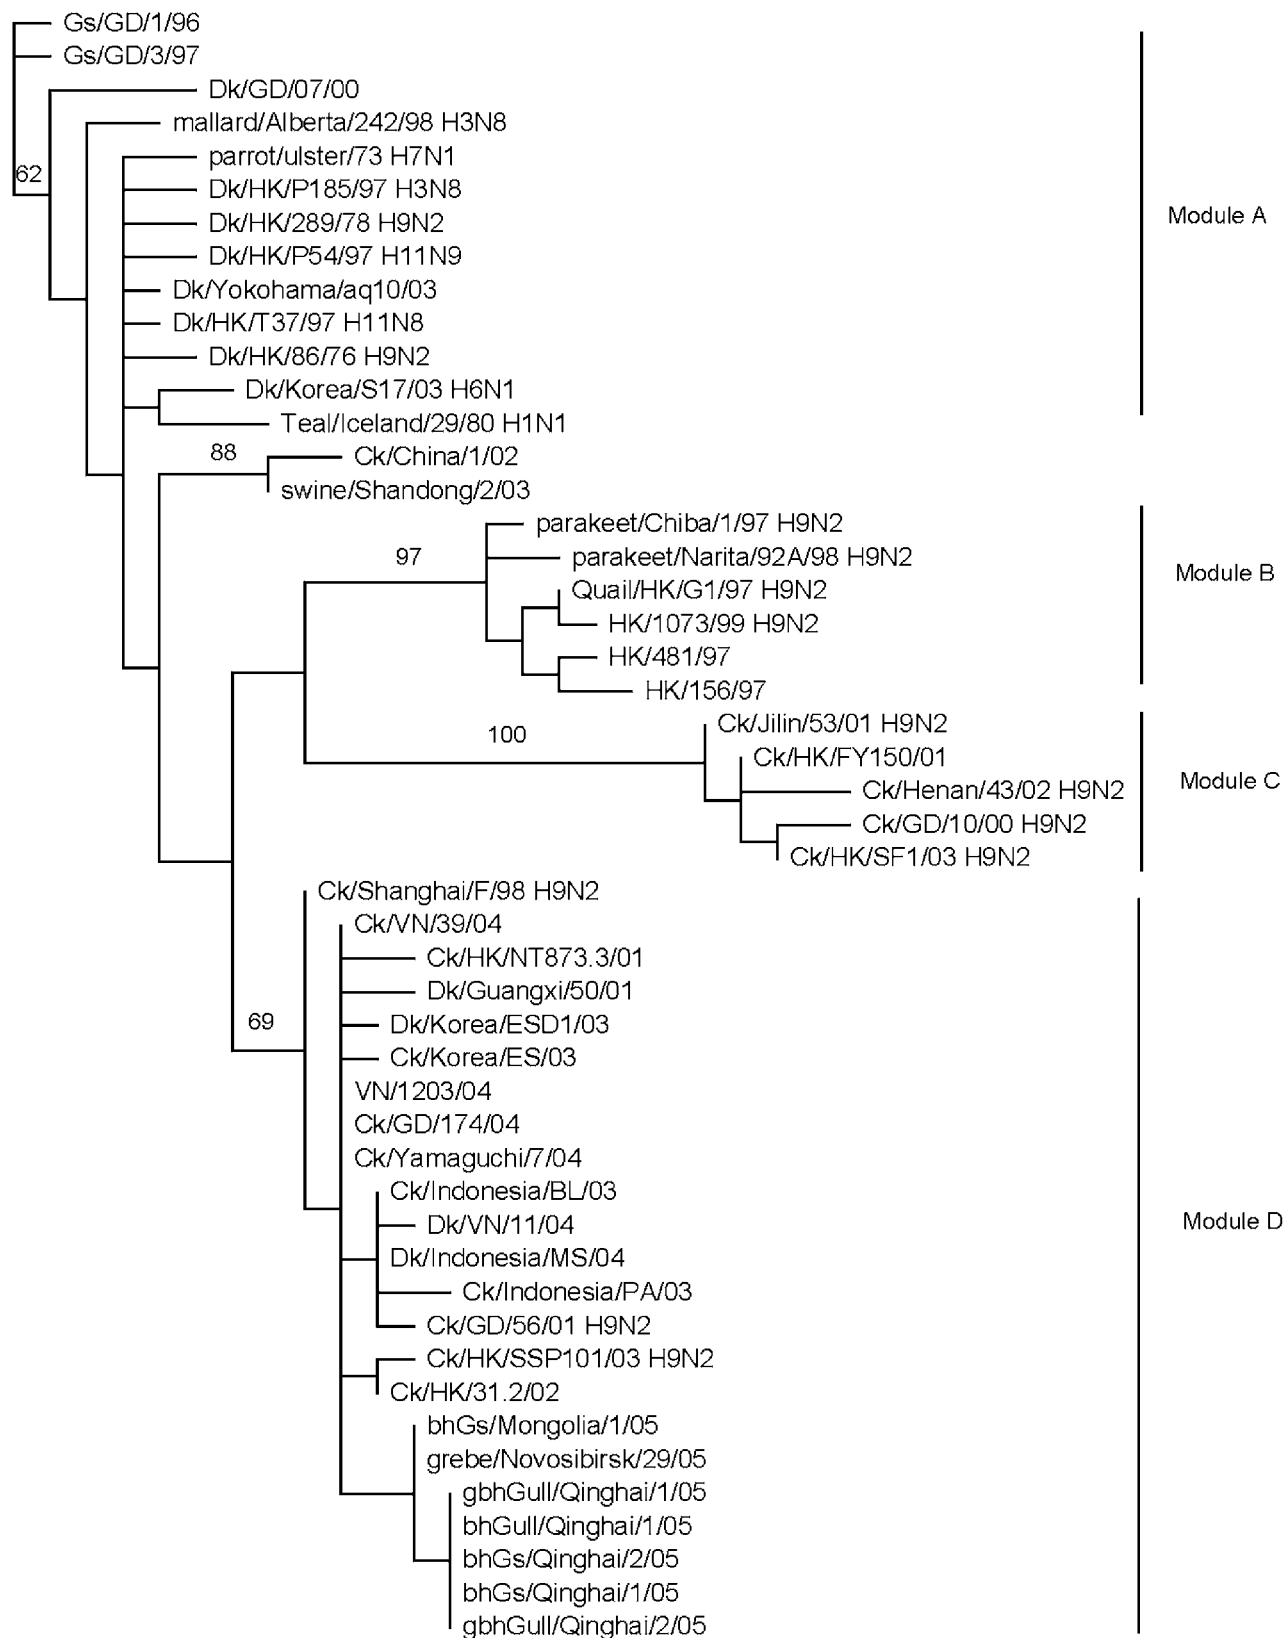 Gs/GD/1/96
Gs/GD/3/97
Dk/GD/07/00
mallard/Alberta/242/98 H3N8
parrot/ulster/73 H7N1
62
Dk/HK/P185/97 H3N8
Module A
Dk/HK/289/78 H9N2
Dk/HK/P54/97 H11N9
Dk/Yokohama/aq10/03
Dk/HK/T37/97 H11N8
Dk/HK/86/76 H9N2
Dk/Korea/S17/03 H6N1
Teal/Iceland/29/80 H1N1
88
Ck/China/1/02
swine/Shandong/2/03
parakeet/Chiba/1/97 H9N2
97
parakeet/Narita/92A/98 H9N2
Module B
Quail/HK/G1/97 H9N2
HK/1073/99 H9N2
HK/481/97
HK/156/97
Ck/Jilin/53/01 H9N2
100
Ck/HK/FY150/01
Module C
Ck/Henan/43/02 H9N2
Ck/GD/10/00 H9N2
Ck/HK/SF1/03 H9N2
Ck/Shanghai/F/98 H9N2
Ck/VN/39/04
Ck/HK/NT873.3/01
Dk/Guangxi/50/01
69
Dk/Korea/ESD1/03
Ck/Korea/ES/03
VN/1203/04
Ck/GD/174/04
Ck/Yamaguchi/7/04
Ck/Indonesia/BL/03
Dk/VN/11/04
Module D
Dk/Indonesia/MS/04
Ck/Indonesia/PA/03
Ck/GD/56/01 H9N2
Ck/HK/SSP101/03 H9N2
Ck/HK/31.2/02
bhGs/Mongolia/1/05
grebe/Novosibirsk/29/05
gbhGull/Qinghai/1/05
bhGull/Qinghai/1/05
bhGs/Qinghai/2/05
bhGs/Qinghai/1/05
gbhGull/Qinghai/2/05